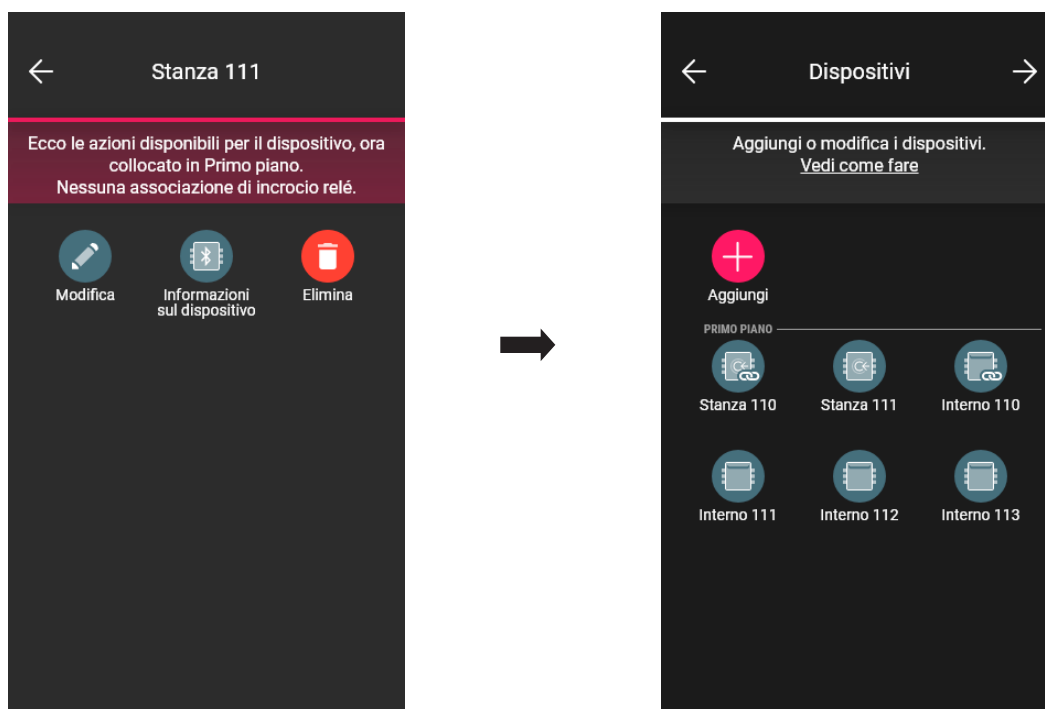 Stanza 111
Ecco le azioni disponibili per il dispositivo, ora
collocato in Primo piano.
Nessuna associazione di incrocio relé.
Modifica
Informazioni
sul dispositivo
Elimina
Dispositivi
Aggiungi o modifica i dispositivi.
Vedi come fare
Aggiungi
PRIMO PIANO
Stanza 110
Stanza 111
Interno 110
Interno 111
Interno 112
Interno 113